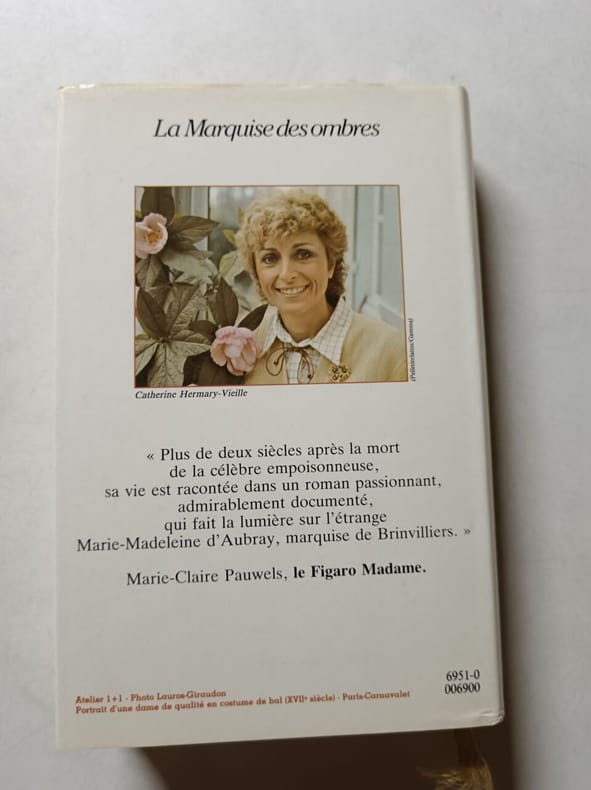 La Marquise des ombres
(Pelletier/atos/Gamma)
Catherine Hermary-Vieille
« Plus de deux siècles après la mort
de la célèbre empoisonneuse,
sa vie est racontée dans un roman passionnant,
admirablement documenté,
qui fait la lumière sur l'étrange
Marie-Madeleine d'Aubray, marquise de Brinvilliers. »
Marie-Claire Pauwels, le Figaro Madame.
6951-0
006900
Atelier 1+1 - Photo Lauros-Giraudon
Portrait d'une dame de qualité en costume de bal (XVIIe siècle) - Paris-Carnavalet